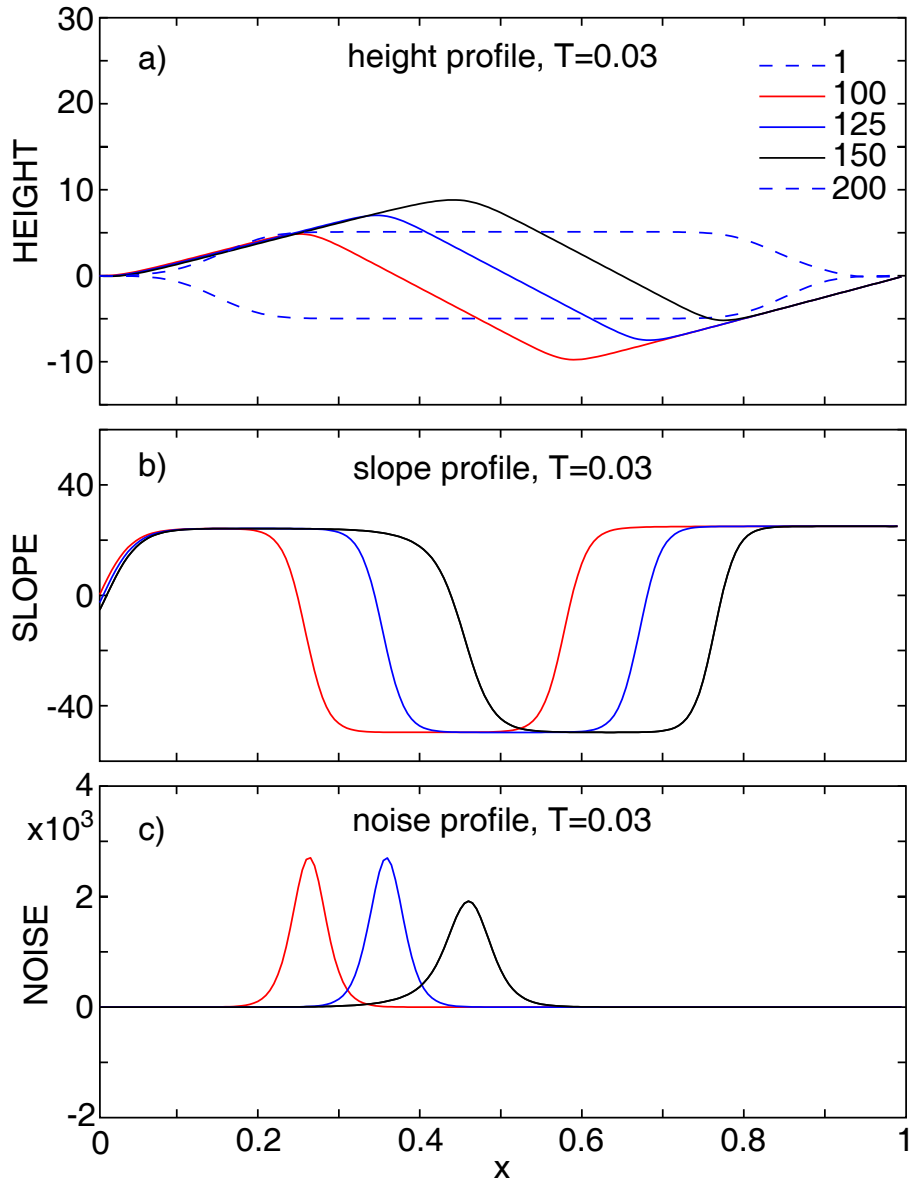 30
a)
height profile, T=0.03
1
100
125
150
200
20
10
0
-10
HEIGHT
b)
slope profile, T=0.03
40
0
-40
SLOPE
4
x10³
c)
noise profile, T=0.03
2
0
-2
NOISE
0
0.2
0.4
0.6
0.8
1
x